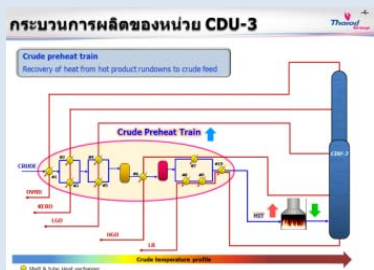 กระบวนการผลิตของหน่วย CDU-3
Thaioil
Group
Crude preheat train
Recovery of heat from hot product rundowns to crude feed
Crude Preheat Train
CRUDE
OVHD
KERO
LGO
HGO
LR
HIT
CDU-3
Crude temperature profile
Shell & tube Heat exchanger